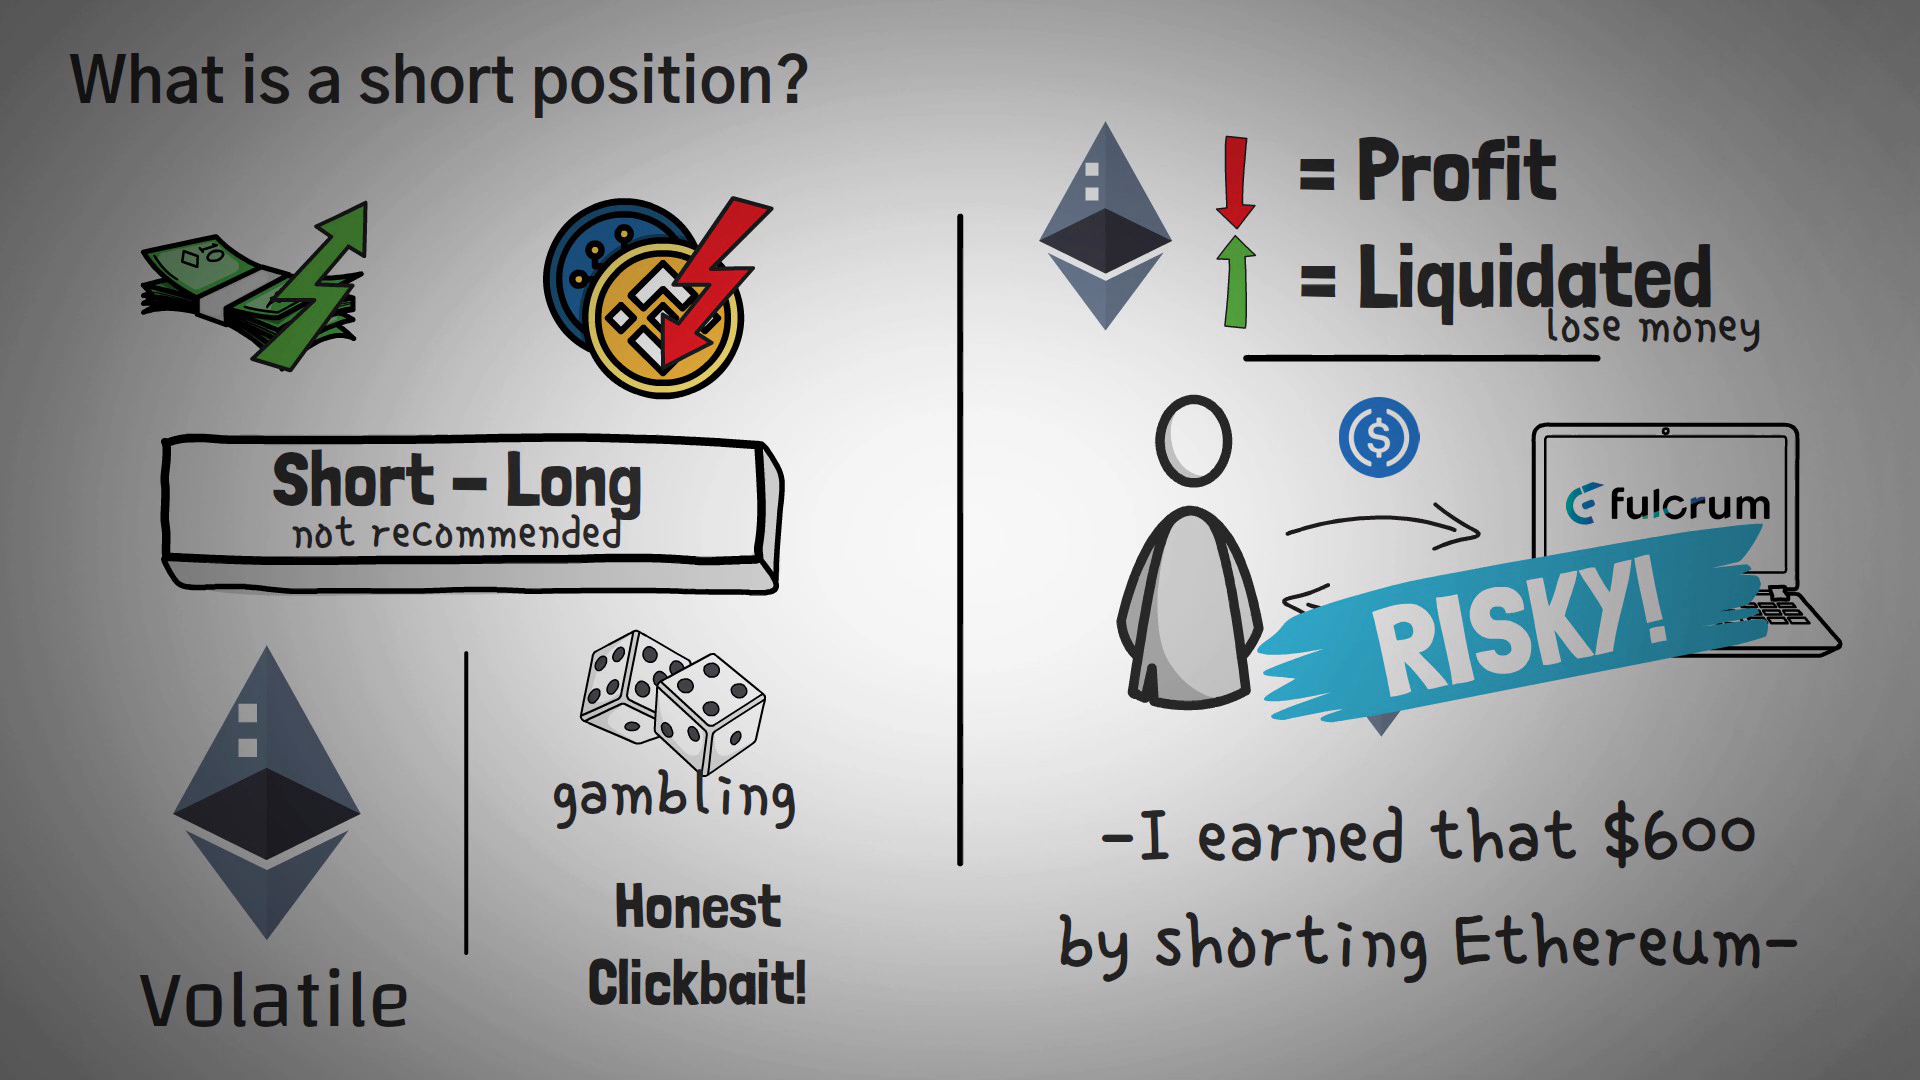 What is a short position?
Short - Long
not recommended
Volatile
gambling
Honest
Clickbait!
= Profit
= Liquidated
lose money
fulcrum
RISKY!
-I earned that $600
by shorting Ethereum-